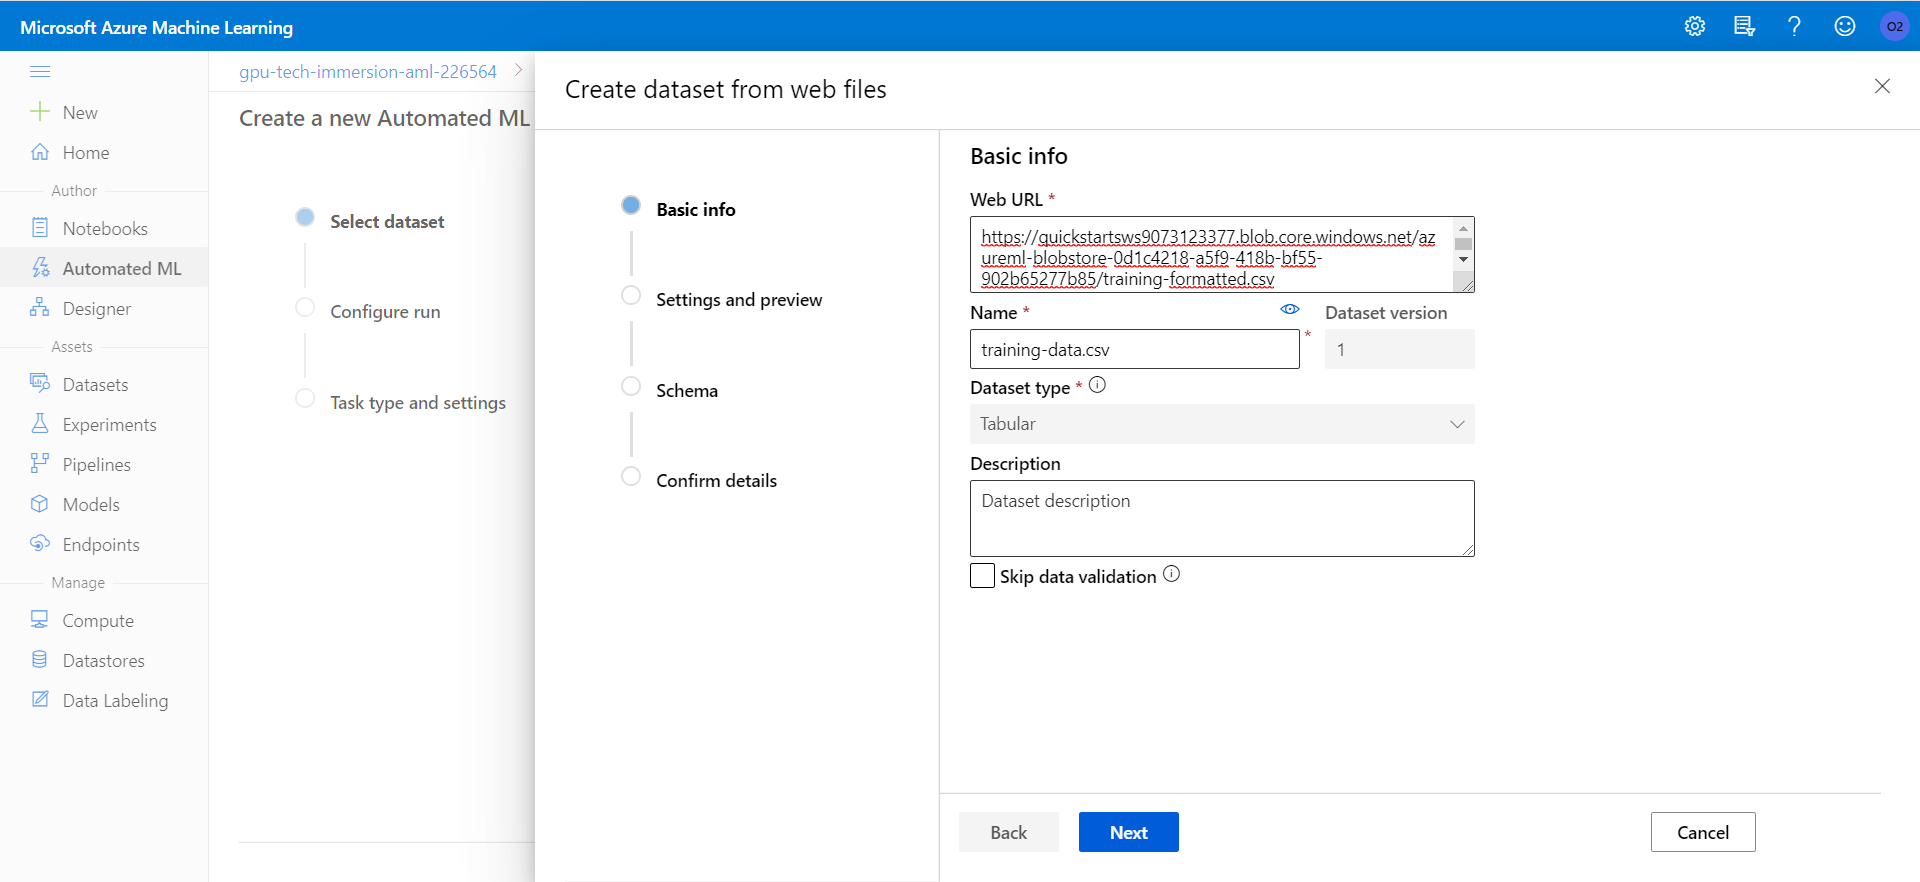 Microsoft Azure Machine Learning
O2
New
Home
Author
Notebooks
Automated ML
Designer
Assets
Datasets
Experiments
Pipelines
Models
Endpoints
Manage
Compute
Datastores
Data Labeling
gpu-tech-immersion-aml-226564
Create a new Automated ML
Select dataset
Configure run
Task type and settings
Create dataset from web files
Basic info
Settings and preview
Schema
Confirm details
Basic info
Web URL *
https://quickstartsws9073123377.blob.core.windows.net/az
ureml-blobstore-0d1c4218-a5f9-418b-bf55-
902b65277b85/training-formatted.csv
Name *
Dataset version
training-data.csv
*
1
Dataset type *
Tabular
Description
Dataset description
Skip data validation
Back
Next
Cancel